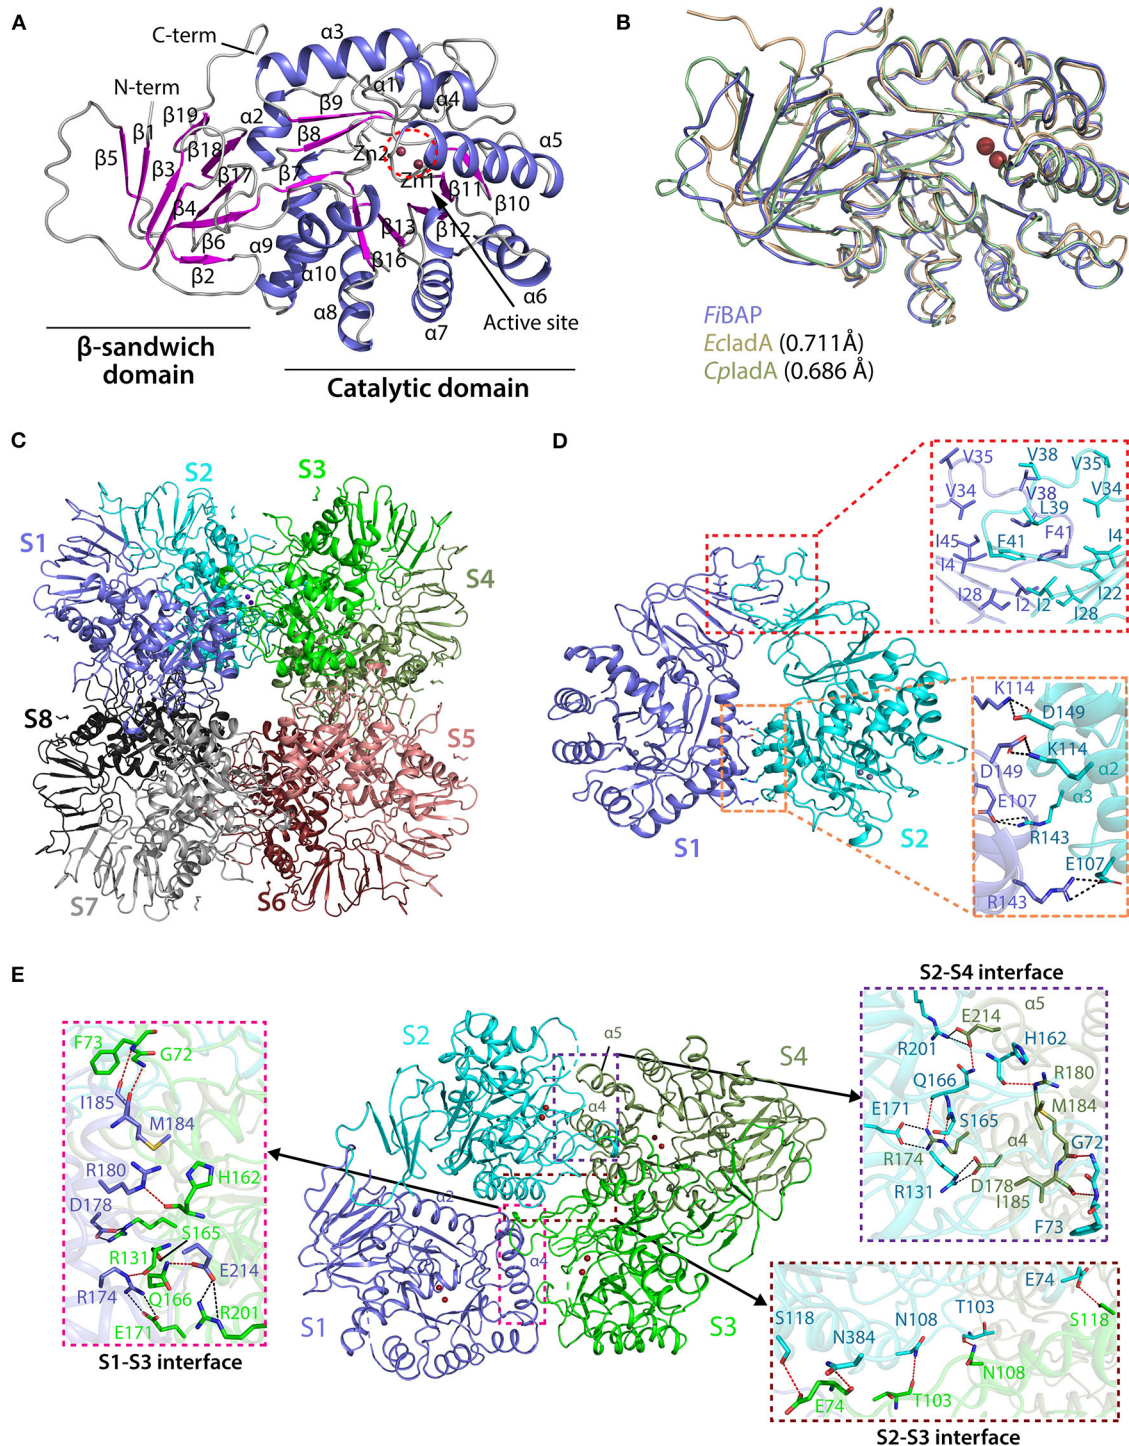 A
C-term
α3
N-term
β9
α1
α4
β19
α2
β1
β8
β5
β18
Zn2
α5
β3
β17
β7
Zn1
β11
β10
β4
β6
α9
β13
β12
β2
α10
β16
α6
α8
α7
Active site
β-sandwich
domain
Catalytic domain
B
FiBAP
EcIadA (0.711Å)
CpIadA (0.686 Å)
C
S2
S3
S1
S4
S8
S5
S7
S6
D
V35
V38
V35
V34
V38
V34
L39
I45
F41
F41
I4
I4
I22
I28
I2
I2
I28
S1
S2
K114
D149
K114
D149
α2
E107
α3
R143
E107
R143
E
F73
G72
I185
M184
R180
H162
D178
S165
R131
E214
R174
Q166
R201
E171
S1-S3 interface
S2
α5
S4
α4
α2
α4
S1
S3
S2-S4 interface
α5
E214
R201
H162
Q166
R180
E171
M184
S165
α4
G72
R174
R131
D178
I185
F73
E74
S118
N108
T103
S118
N384
N108
E74
T103
S2-S3 interface